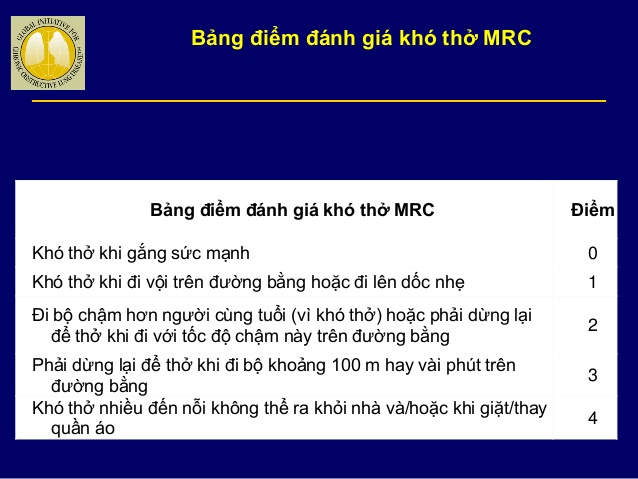 GLOBAL INITIATIVE FOR
CHRONIC OBSTRUCTIVE LUNG DISEASE
Bảng điểm đánh giá khó thở MRC
Bảng điểm đánh giá khó thở MRC Điểm
Khó thở khi gắng sức mạnh 0
Khó thở khi đi vội trên đường bằng hoặc đi lên dốc nhẹ 1
Đi bộ chậm hơn người cùng tuổi (vì khó thở) hoặc phải dừng lại
để thở khi đi với tốc độ chậm này trên đường bằng 2
Phải dừng lại để thở khi đi bộ khoảng 100 m hay vài phút trên
đường bằng 3
Khó thở nhiều đến nỗi không thể ra khỏi nhà và/hoặc khi giặt/thay
quần áo 4